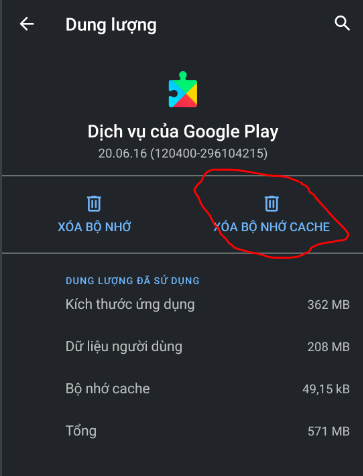 Dung lượng
Dịch vụ của Google Play
20.06.16 (120400-296104215)
XÓA BỘ NHỚ
XÓA BỘ NHỚ CACHE
DUNG LƯỢNG ĐÃ SỬ DỤNG
Kích thước ứng dụng 362 MB
Dữ liệu người dùng 208 MB
Bộ nhớ cache 49,15 kB
Tổng 571 MB